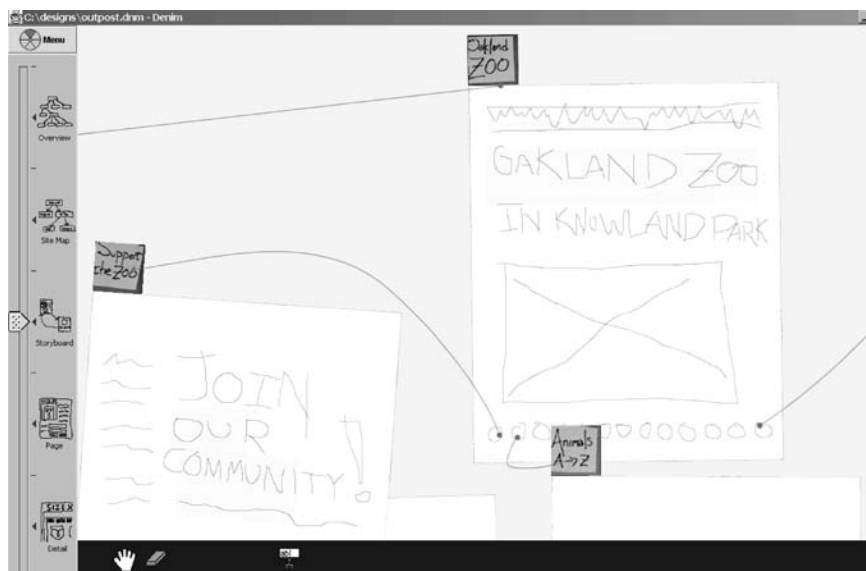 C:\designs\outpost.dnm - Denim
Menu
Overview
Site Map
Storyboard
Page
Detail
Oakland
ZOO
GAKLAND ZOO
IN KNOWLAND PARK
Support
the ZOO
JOIN
OUR
COMMUNITY!
Animals
A→Z